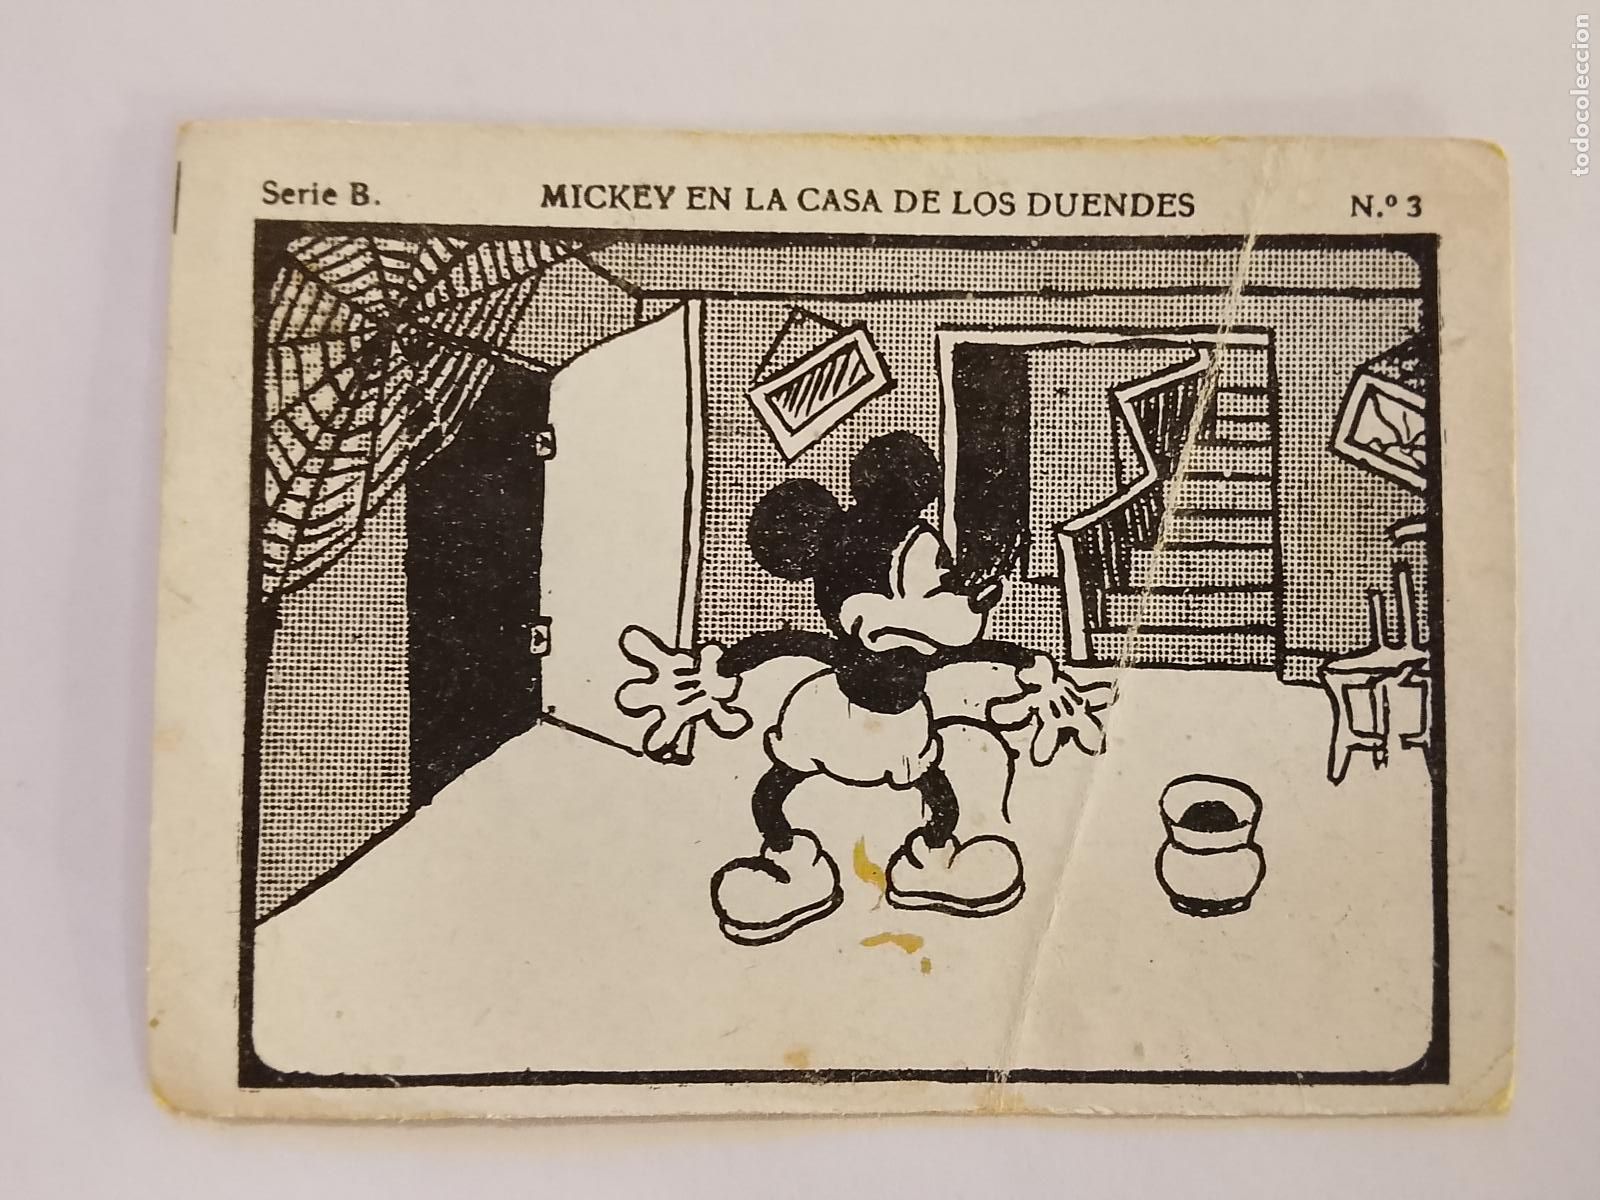 Serie B. MICKEY EN LA CASA DE LOS DUENDES N.º 3
todocoleccion